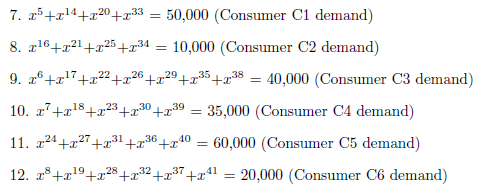 7. x^5+x^14+x^20+x^33 = 50,000 (Consumer C1 demand)
8. x^16+x^21+x^25+x^34 = 10,000 (Consumer C2 demand)
9. x^6+x^17+x^22+x^26+x^29+x^35+x^38 = 40,000 (Consumer C3 demand)
10. x^7+x^18+x^23+x^30+x^39 = 35,000 (Consumer C4 demand)
11. x^24+x^27+x^31+x^36+x^40 = 60,000 (Consumer C5 demand)
12. x^8+x^19+x^28+x^32+x^37+x^41 = 20,000 (Consumer C6 demand)